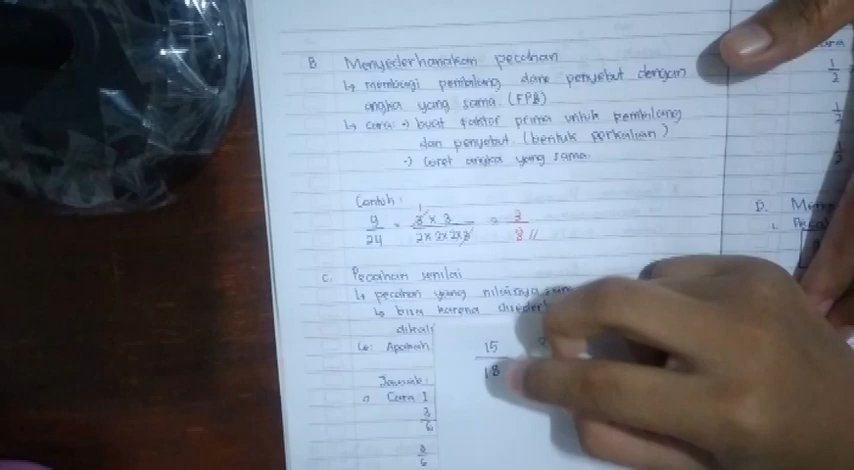 B Menyederhanakan pecahan
↳ membagi pembilang dan penyebut dengan
angka yang sama. (FPB)
↳ cara •) buat faktor prima untuk pembilang
dan penyebut. (bentuk perkalian)
•) Coret angka yang sama.
Contoh:
9/24 = 3 × 3 / 2 × 2 × 2 × 3 = 3/8 //
C. Pecahan senilai
↳ pecahan yang nilainya
↳ bisa karena
dikali
Co: Apakah
15/18
Jawab:
Cara I
3/6
3/6
1/2
1/2
D.